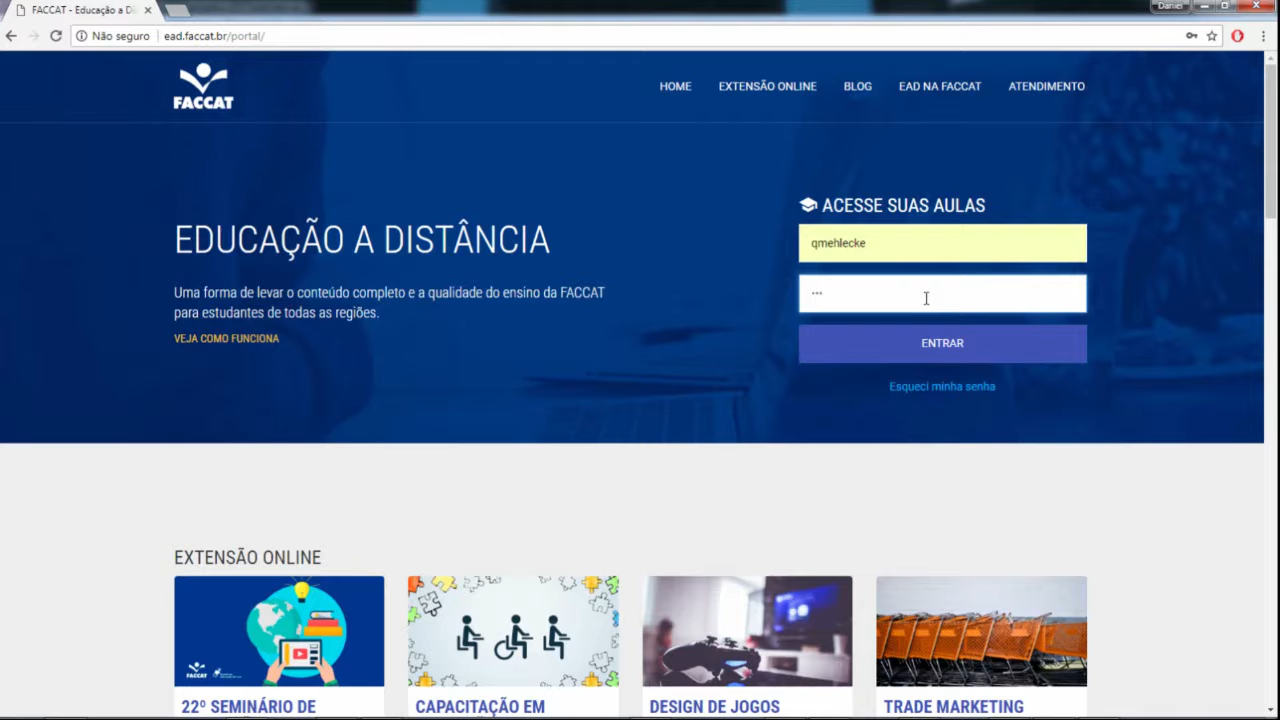 FACCAT - Educação a Di
Daniel
Não seguro
ead.faccat.br/portal/
FACCAT
HOME
EXTENSÃO ONLINE
BLOG
EAD NA FACCAT
ATENDIMENTO
ACESSE SUAS AULAS
qmehlecke
EDUCAÇÃO A DISTÂNCIA
Uma forma de levar o conteúdo completo e a qualidade do ensino da FACCAT
para estudantes de todas as regiões.
VEJA COMO FUNCIONA
ENTRAR
Esqueci minha senha
EXTENSÃO ONLINE
FACCAT
22º SEMINÁRIO DE
CAPACITAÇÃO EM
DESIGN DE JOGOS
TRADE MARKETING